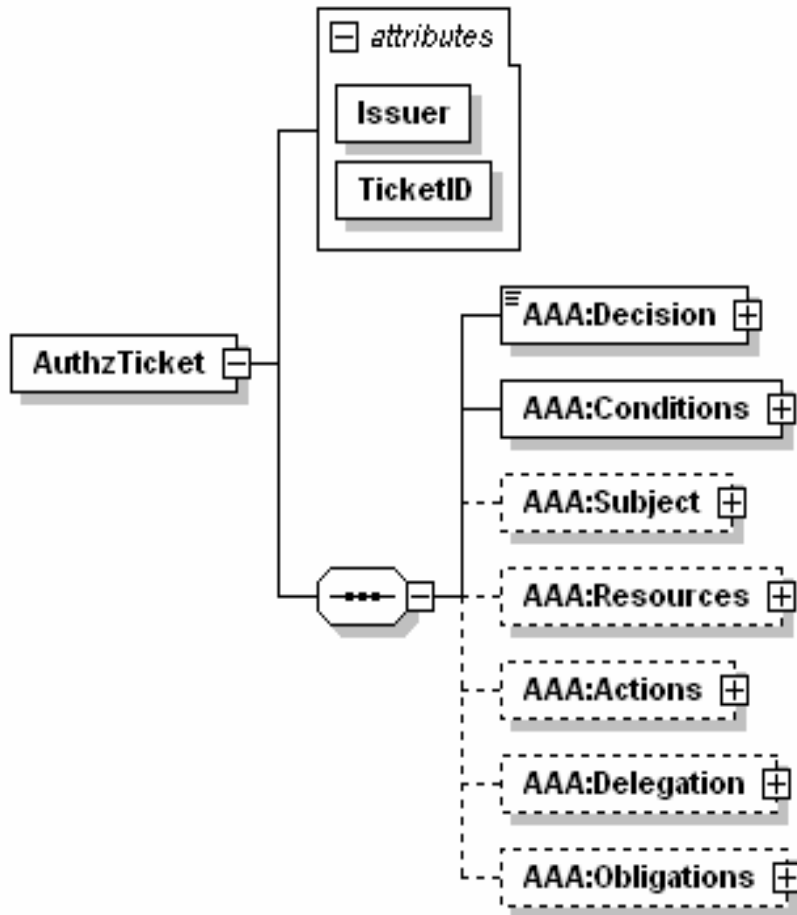 attributes
Issuer
TicketID
AuthzTicket
AAA:Decision
AAA:Conditions
AAA:Subject
AAA:Resources
AAA:Actions
AAA:Delegation
AAA:Obligations